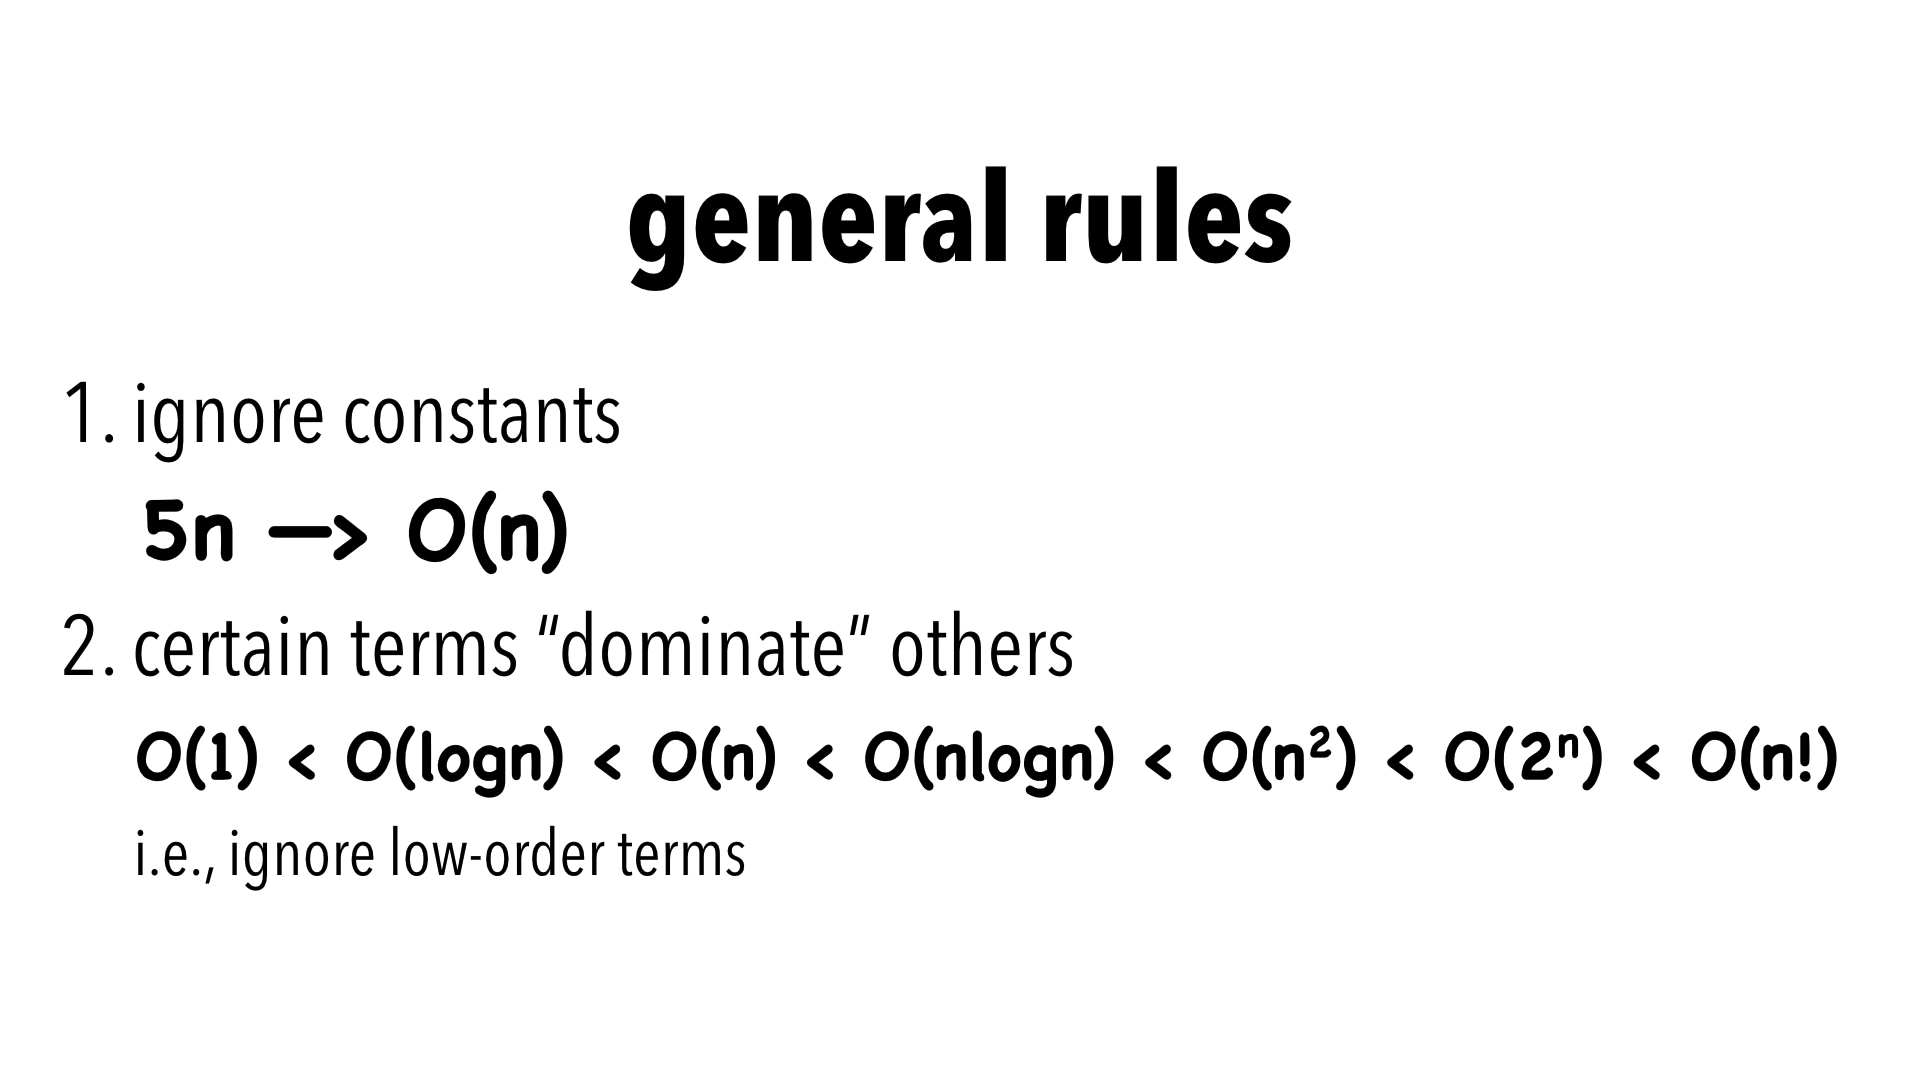 general rules
1. ignore constants
5n —> O(n)
2. certain terms “dominate” others
O(1) < O(logn) < O(n) < O(nlogn) < O(n²) < O(2ⁿ) < O(n!)
i.e., ignore low-order terms